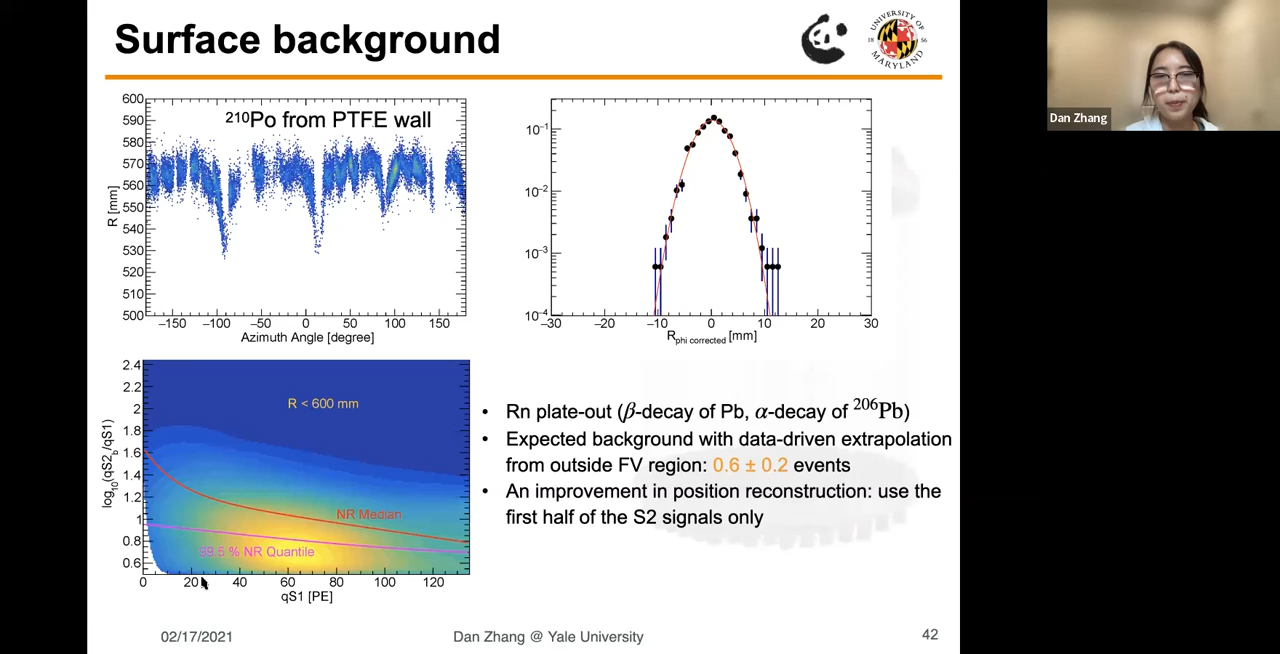 Surface background
UNIVERSITY OF
18 56
MARYLAND
Dan Zhang
²¹⁰Po from PTFE wall
600
590
580
570
560
550
540
530
520
510
500
R [mm]
−150 −100 −50 0 50 100 150
Azimuth Angle [degree]
10⁻¹
10⁻²
10⁻³
10⁻⁴
−30 −20 −10 0 10 20 30
R phi corrected [mm]
2.4
2.2
2
1.8
1.6
1.4
1.2
1
0.8
0.6
log₁₀(qS2_b/qS1)
R < 600 mm
NR Median
99.5 % NR Quantile
0 20 40 60 80 100 120
qS1 [PE]
• Rn plate-out (β-decay of Pb, α-decay of ²⁰⁶Pb)
• Expected background with data-driven extrapolation
from outside FV region: 0.6 ± 0.2 events
• An improvement in position reconstruction: use the
first half of the S2 signals only
02/17/2021
Dan Zhang @ Yale University
42